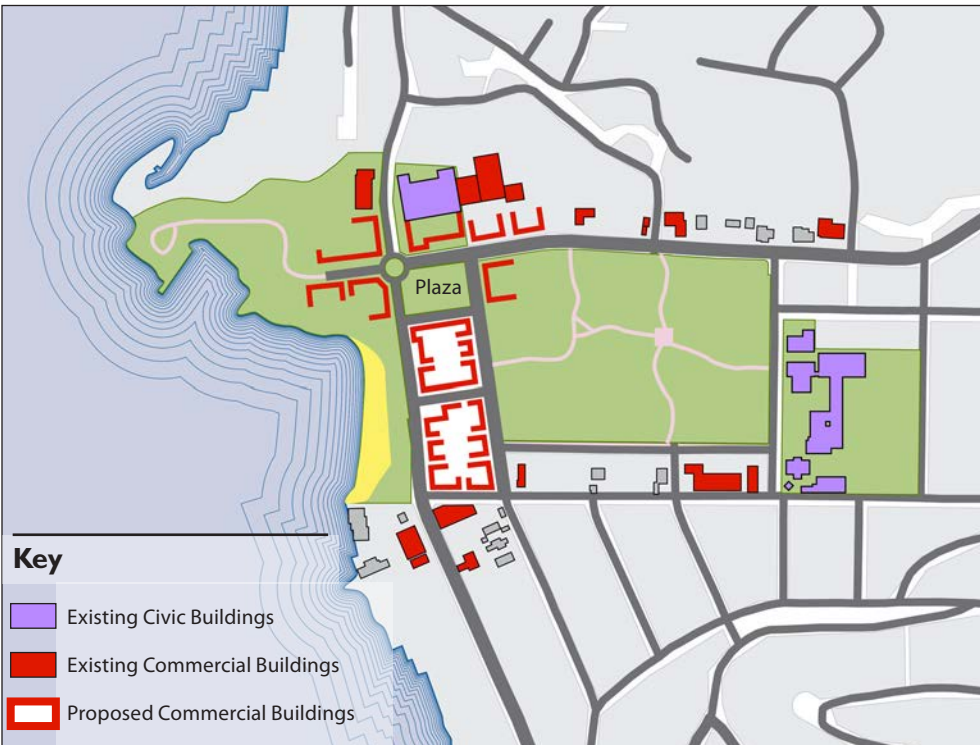 Plaza
Key
Existing Civic Buildings
Existing Commercial Buildings
Proposed Commercial Buildings